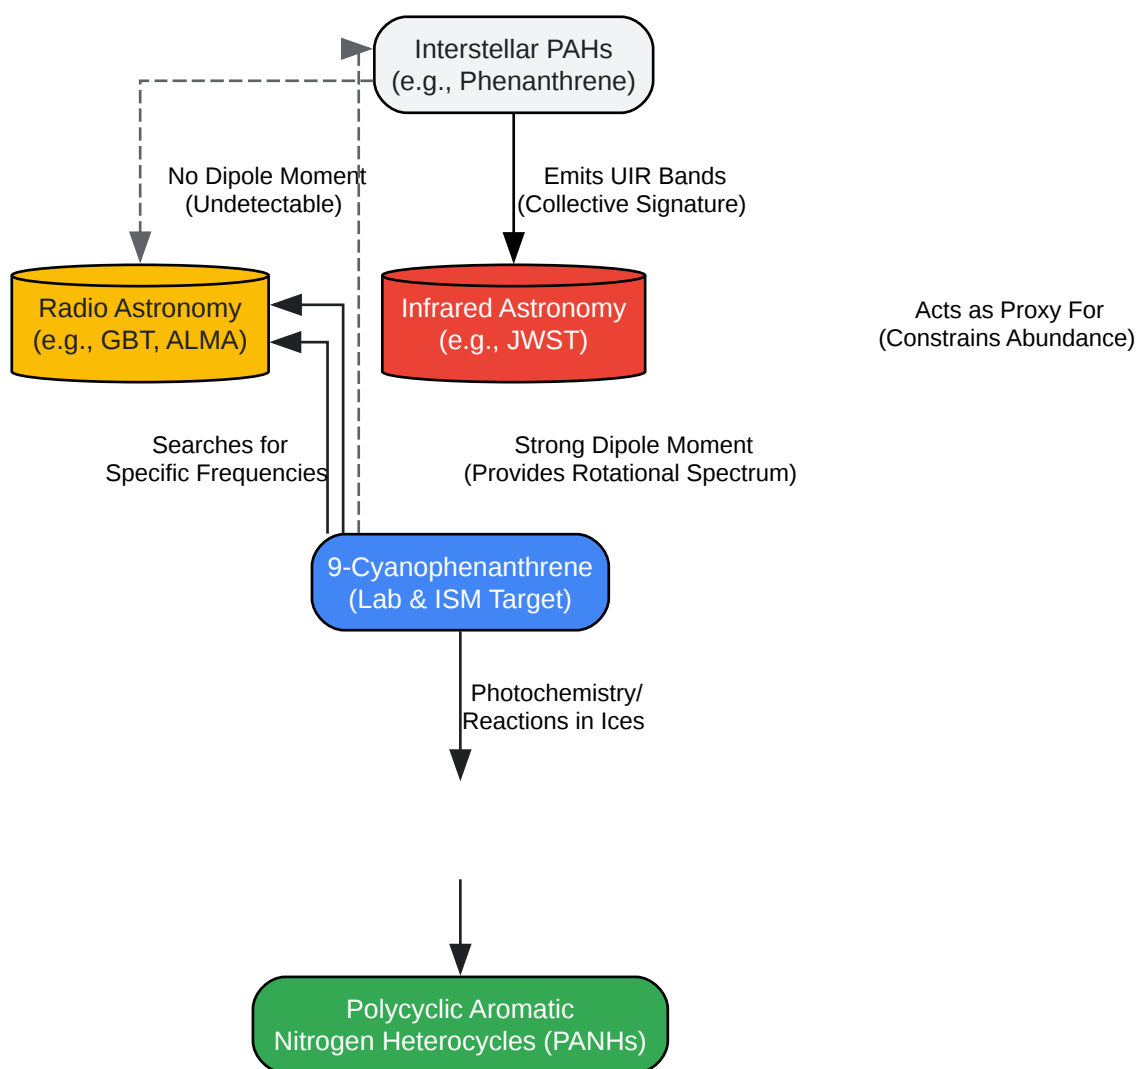 Interstellar PAHs
(e.g., Phenanthrene)
No Dipole Moment
(Undetectable)
Emits UIR Bands
(Collective Signature)
Radio Astronomy
(e.g., GBT, ALMA)
Infrared Astronomy
(e.g., JWST)
Acts as Proxy For
(Constrains Abundance)
Searches for
Specific Frequencies
Strong Dipole Moment
(Provides Rotational Spectrum)
9-Cyanophenanthrene
(Lab & ISM Target)
Photochemistry/
Reactions in Ices
Polycyclic Aromatic
Nitrogen Heterocycles (PANHs)